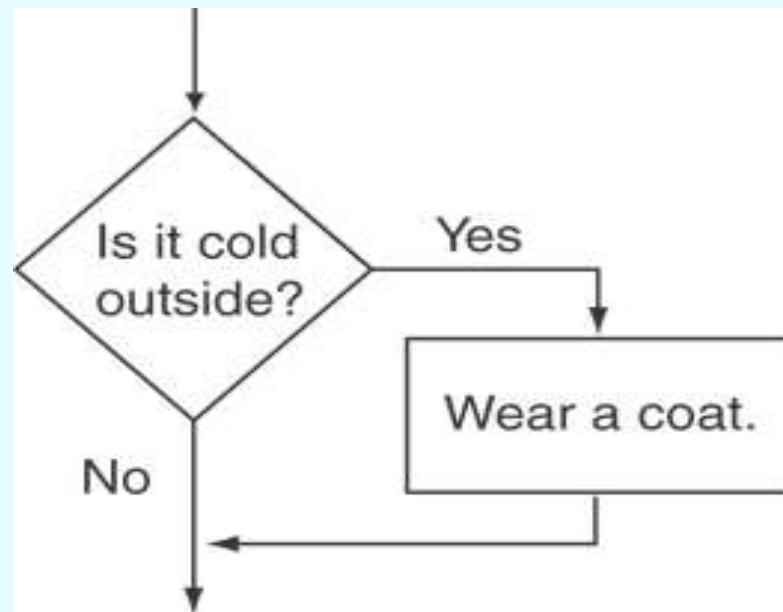 Is it cold
outside?
Yes
Wear a coat.
No